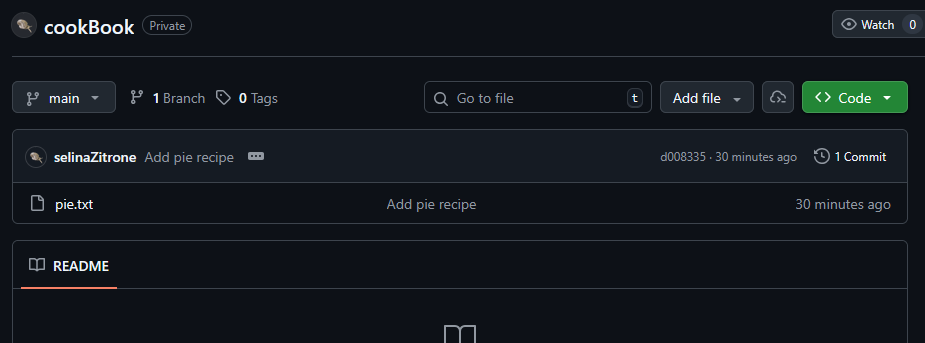 cookBook Private Watch 0
main 1 Branch 0 Tags Go to file t Add file Code
selinaZitrone Add pie recipe d008335 · 30 minutes ago 1 Commit
pie.txt Add pie recipe 30 minutes ago
README